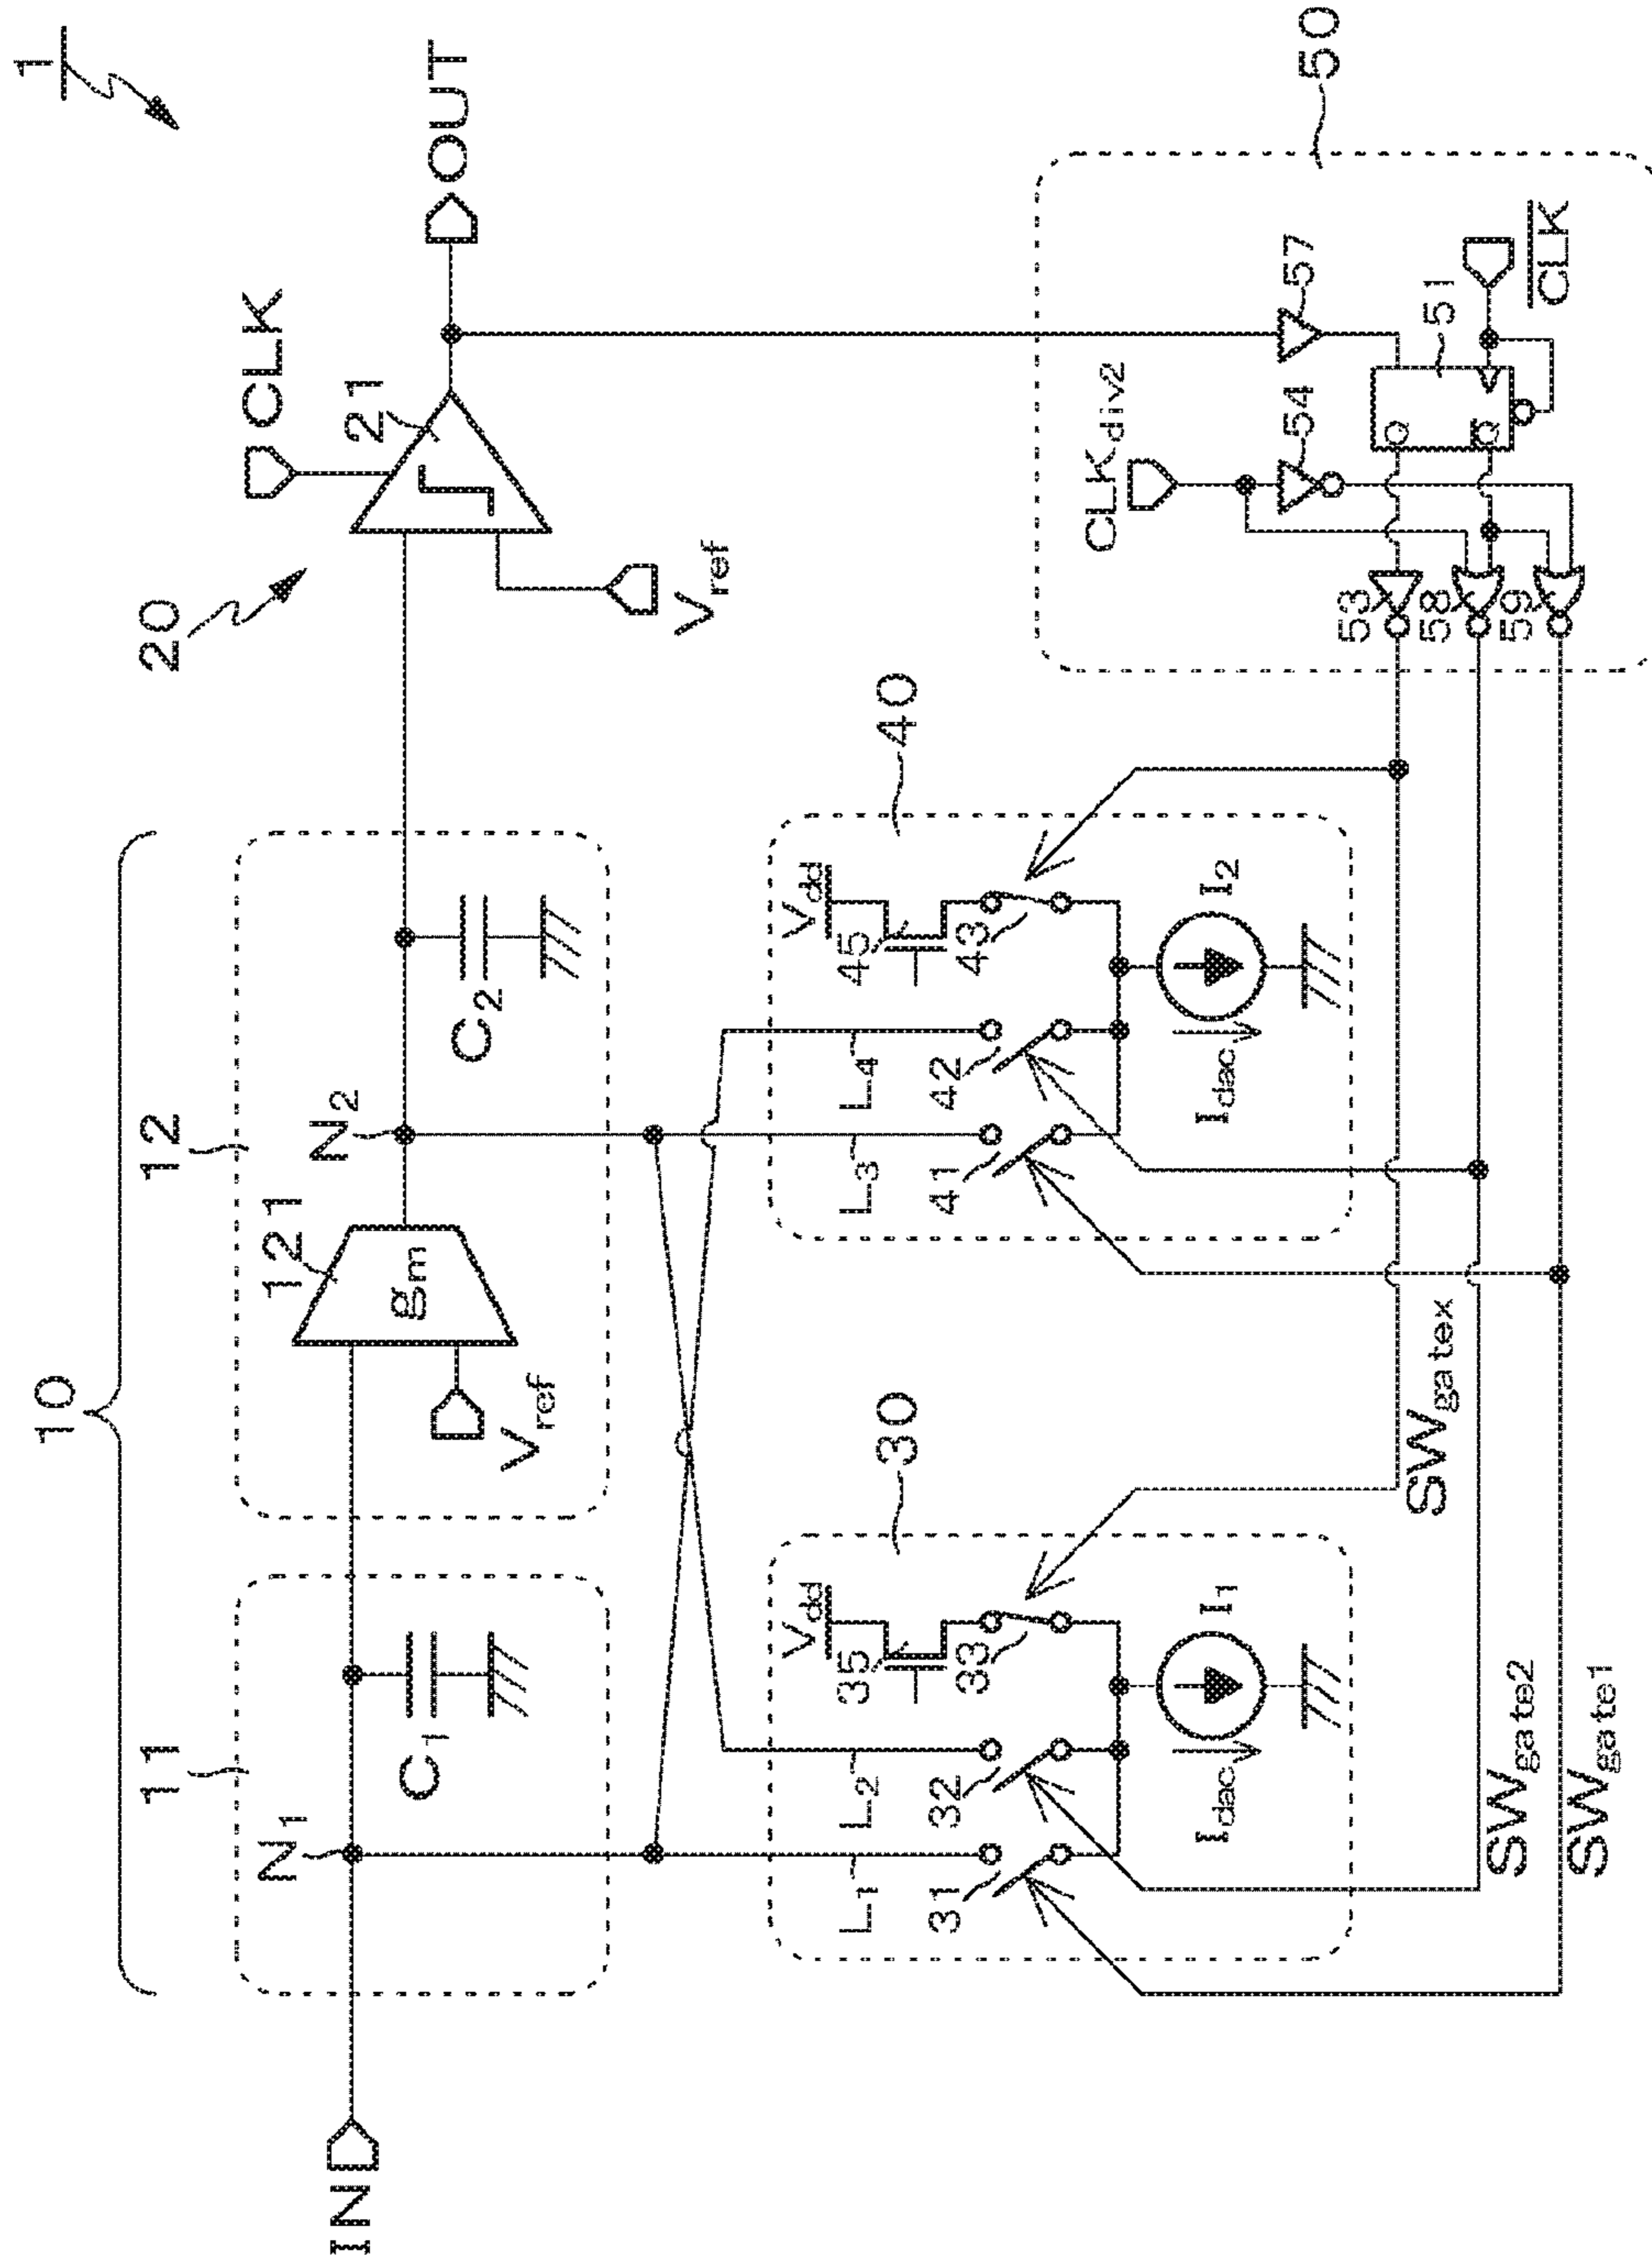 1
10
11
12
20
CLK
21
OUT
IN
N1
C1
121
gm
Vref
N2
C2
Vref
30
Vdd
35
33
L1
L2
31
32
Idac
I1
40
Vdd
45
43
L3
L4
41
42
Idac
I2
50
CLKdiv2
54
57
51
Q
Q̅
C̅L̅K̅
53
58
59
SWgatex
SWgate2
SWgate1